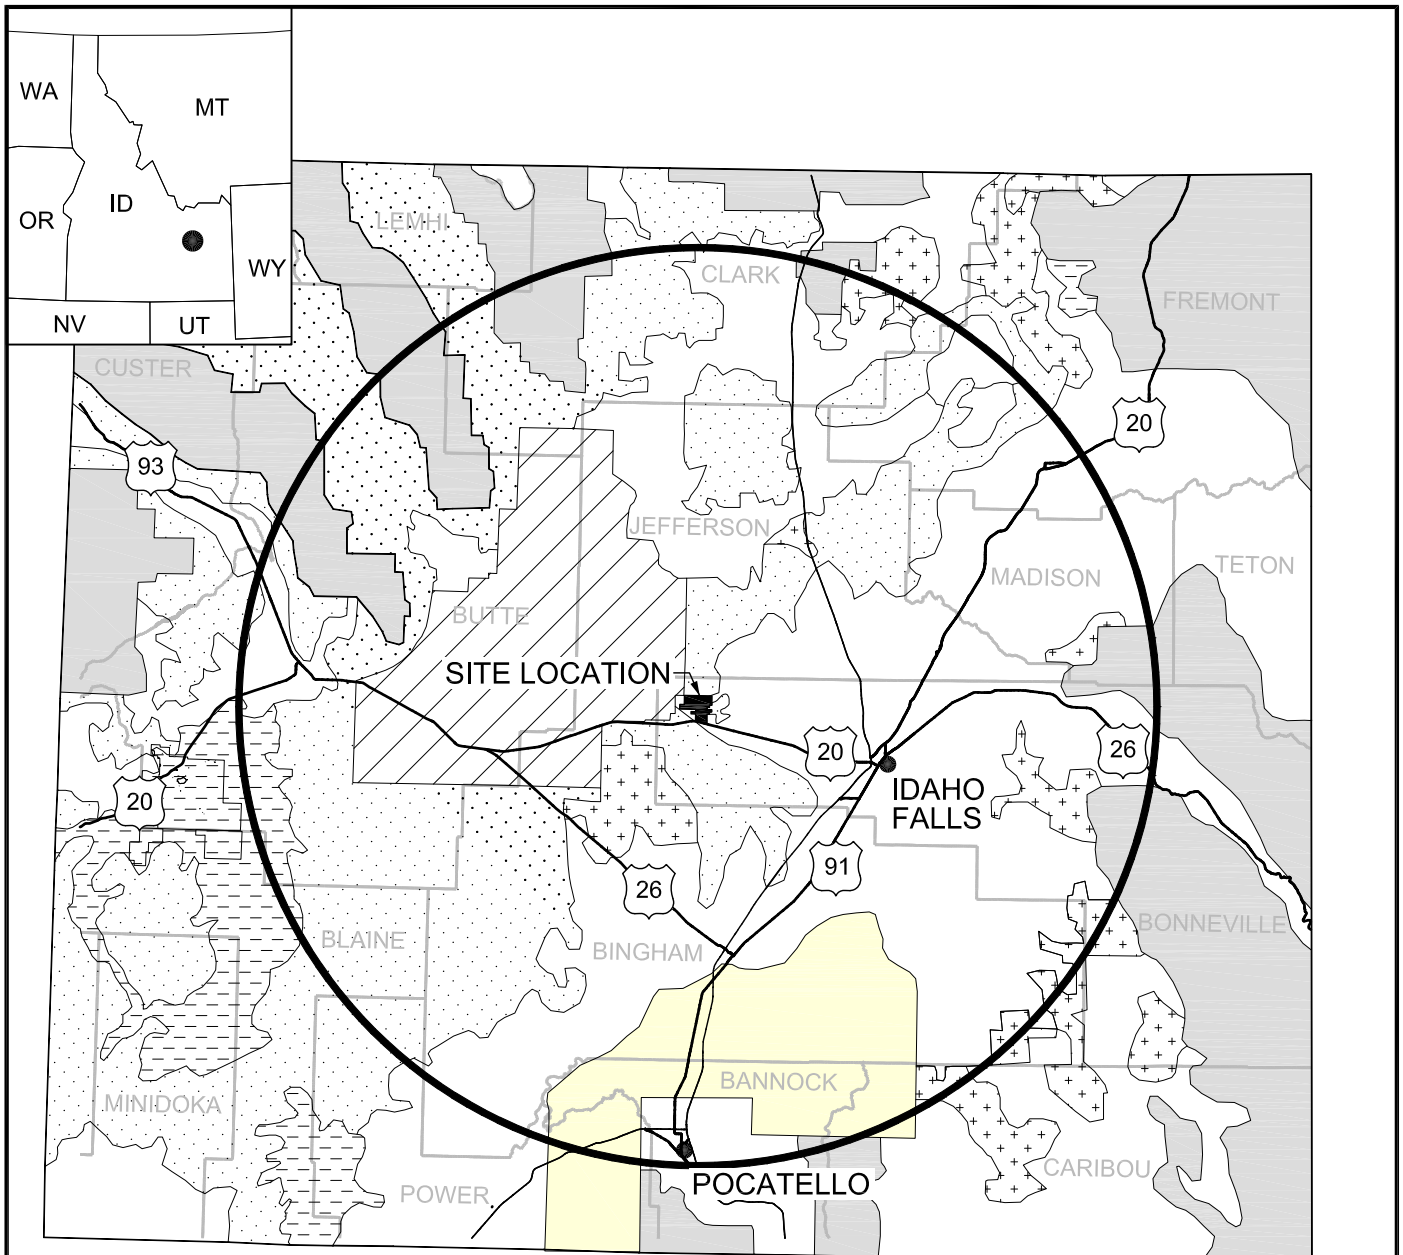 WA
MT
OR
ID
WY
NV
UT
LEMHI
CLARK
FREMONT
CUSTER
20
93
JEFFERSON
TETON
MADISON
BUTTE
SITE LOCATION
20
26
20
IDAHO
FALLS
91
26
BONNEVILLE
BLAINE
BINGHAM
BANNOCK
MINIDOKA
CARIBOU
POCATELLO
POWER